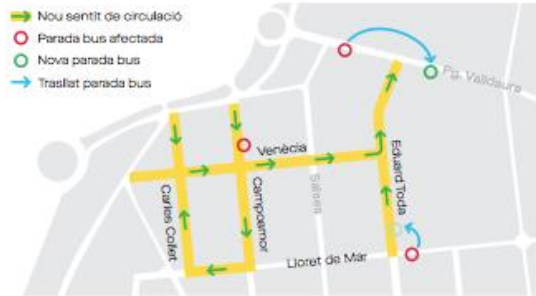 Nou sentit de circulació
Parada bus afectada
Nova parada bus
Trasllat parada bus
Pg. Valldaura
Venècia
Eduard Toda
Carles Collet
Campoamor
Lloret de Mar